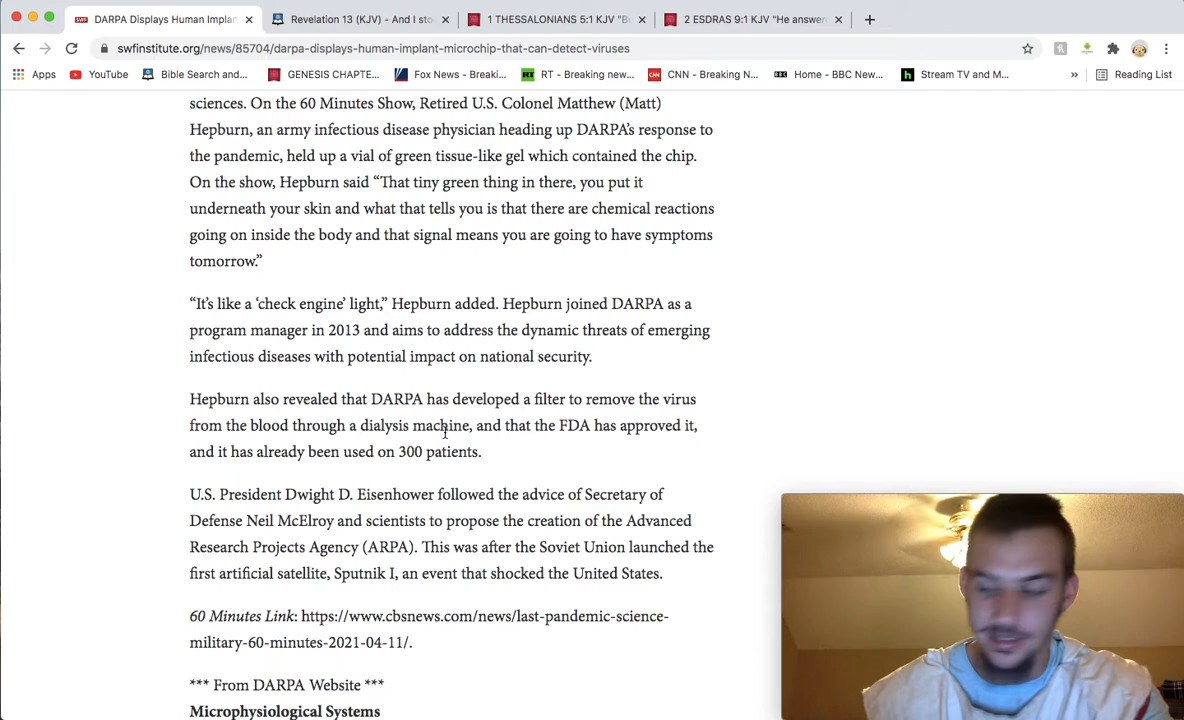 DARPA Displays Human Implan
Revelation 13 (KJV) - And I sto
1 THESSALONIANS 5:1 KJV "B
2 ESDRAS 9:1 KJV "He answer
swfinstitute.org/news/85704/darpa-displays-human-implant-microchip-that-can-detect-viruses
Apps YouTube Bible Search and... GENESIS CHAPTE... Fox News - Breaki... RT - Breaking new... CNN - Breaking N... Home - BBC New... Stream TV and M... » Reading List
sciences. On the 60 Minutes Show, Retired U.S. Colonel Matthew (Matt)
Hepburn, an army infectious disease physician heading up DARPA's response to
the pandemic, held up a vial of green tissue-like gel which contained the chip.
On the show, Hepburn said “That tiny green thing in there, you put it
underneath your skin and what that tells you is that there are chemical reactions
going on inside the body and that signal means you are going to have symptoms
tomorrow.”
“It's like a ‘check engine’ light,” Hepburn added. Hepburn joined DARPA as a
program manager in 2013 and aims to address the dynamic threats of emerging
infectious diseases with potential impact on national security.
Hepburn also revealed that DARPA has developed a filter to remove the virus
from the blood through a dialysis machine, and that the FDA has approved it,
and it has already been used on 300 patients.
U.S. President Dwight D. Eisenhower followed the advice of Secretary of
Defense Neil McElroy and scientists to propose the creation of the Advanced
Research Projects Agency (ARPA). This was after the Soviet Union launched the
first artificial satellite, Sputnik I, an event that shocked the United States.
60 Minutes Link: https://www.cbsnews.com/news/last-pandemic-science-
military-60-minutes-2021-04-11/.
*** From DARPA Website ***
Microphysiological Systems